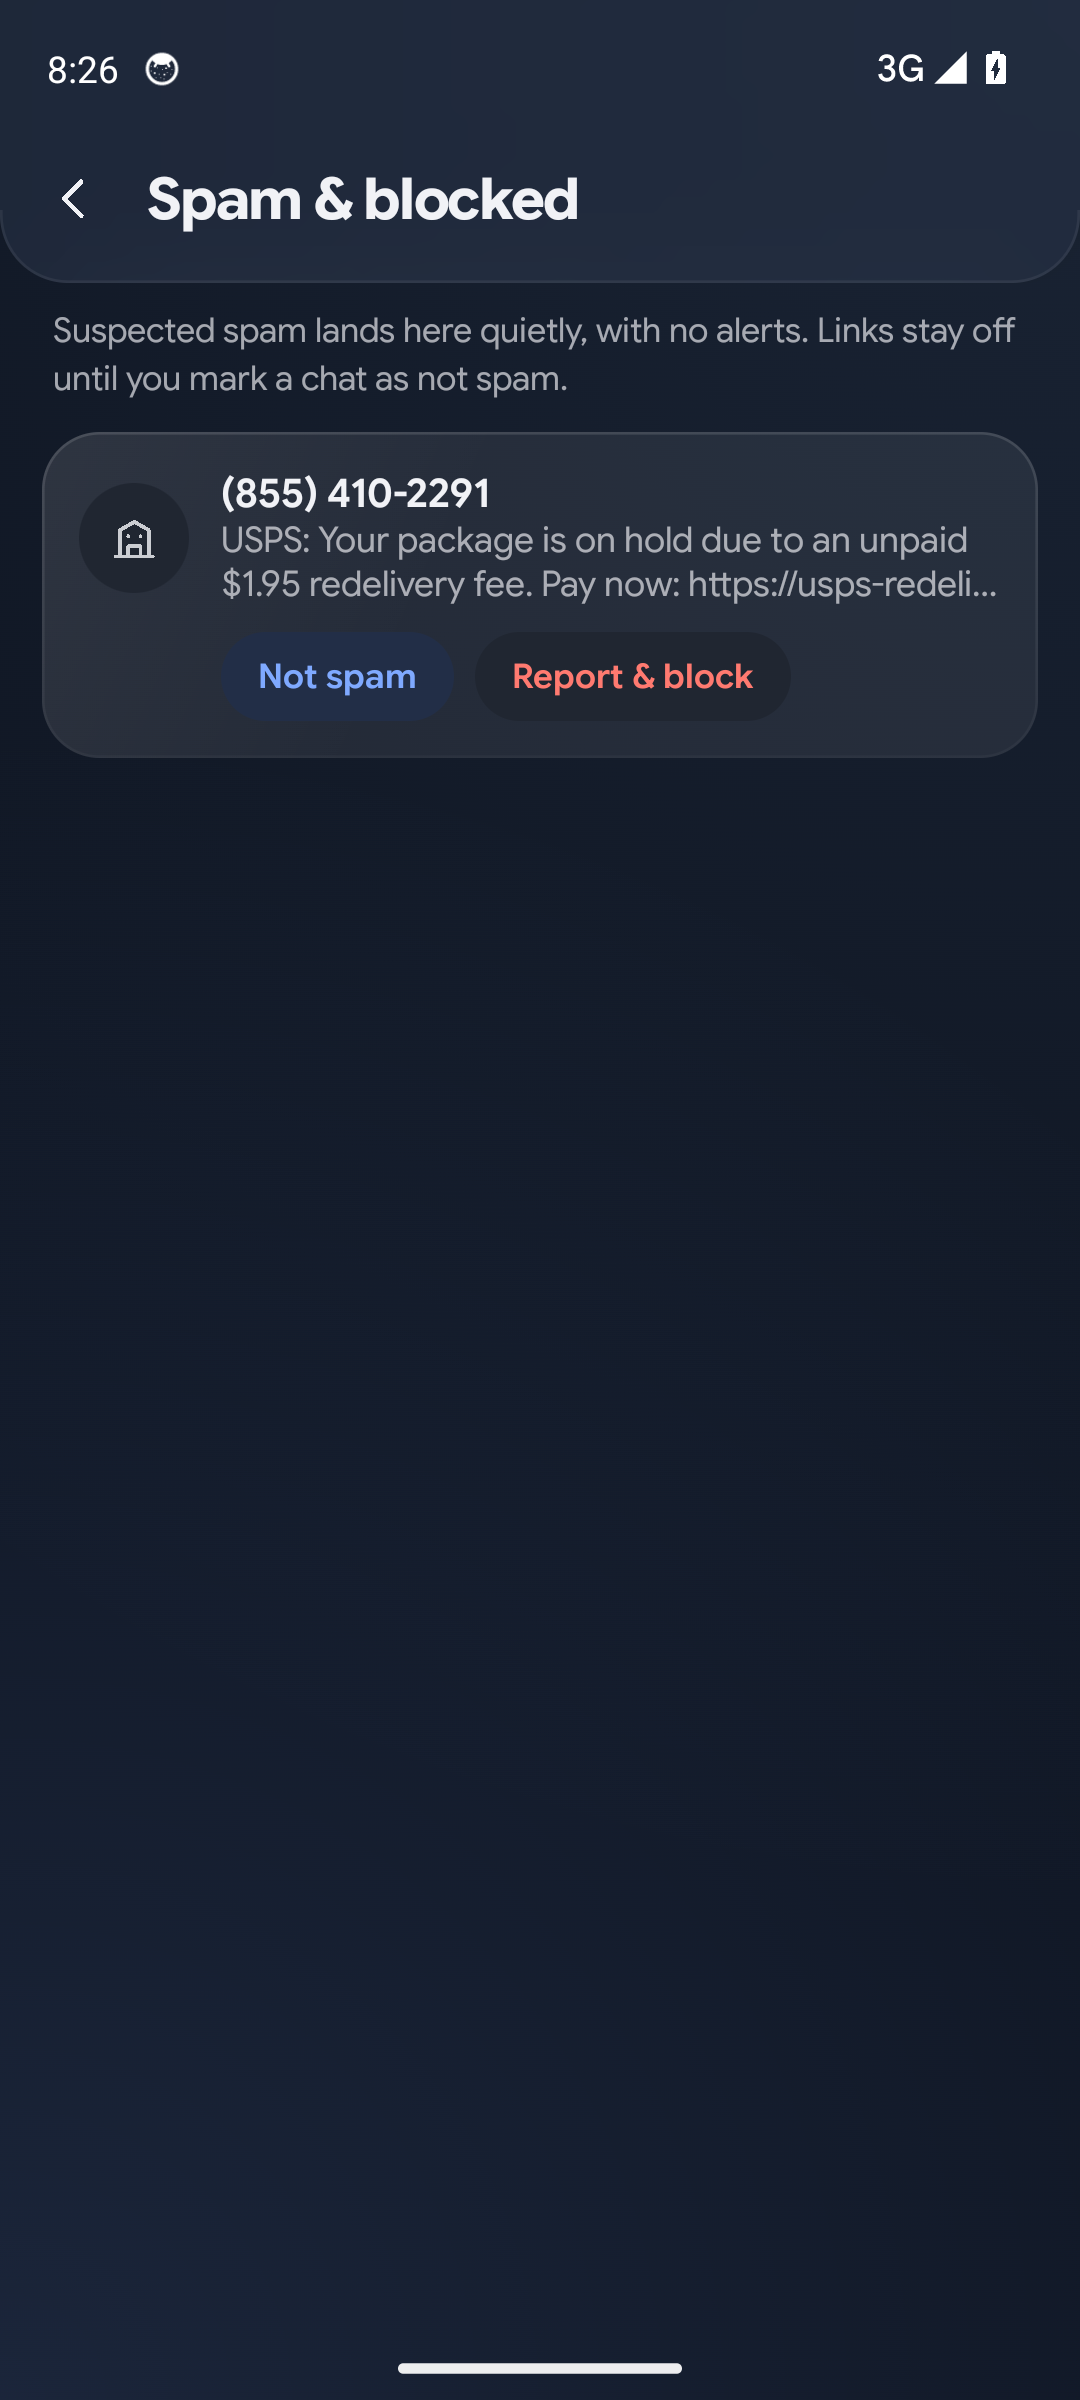 8:26
3G
Spam & blocked
Suspected spam lands here quietly, with no alerts. Links stay off
until you mark a chat as not spam.
(855) 410-2291
USPS: Your package is on hold due to an unpaid
$1.95 redelivery fee. Pay now: https://usps-redeli...
Not spam
Report & block